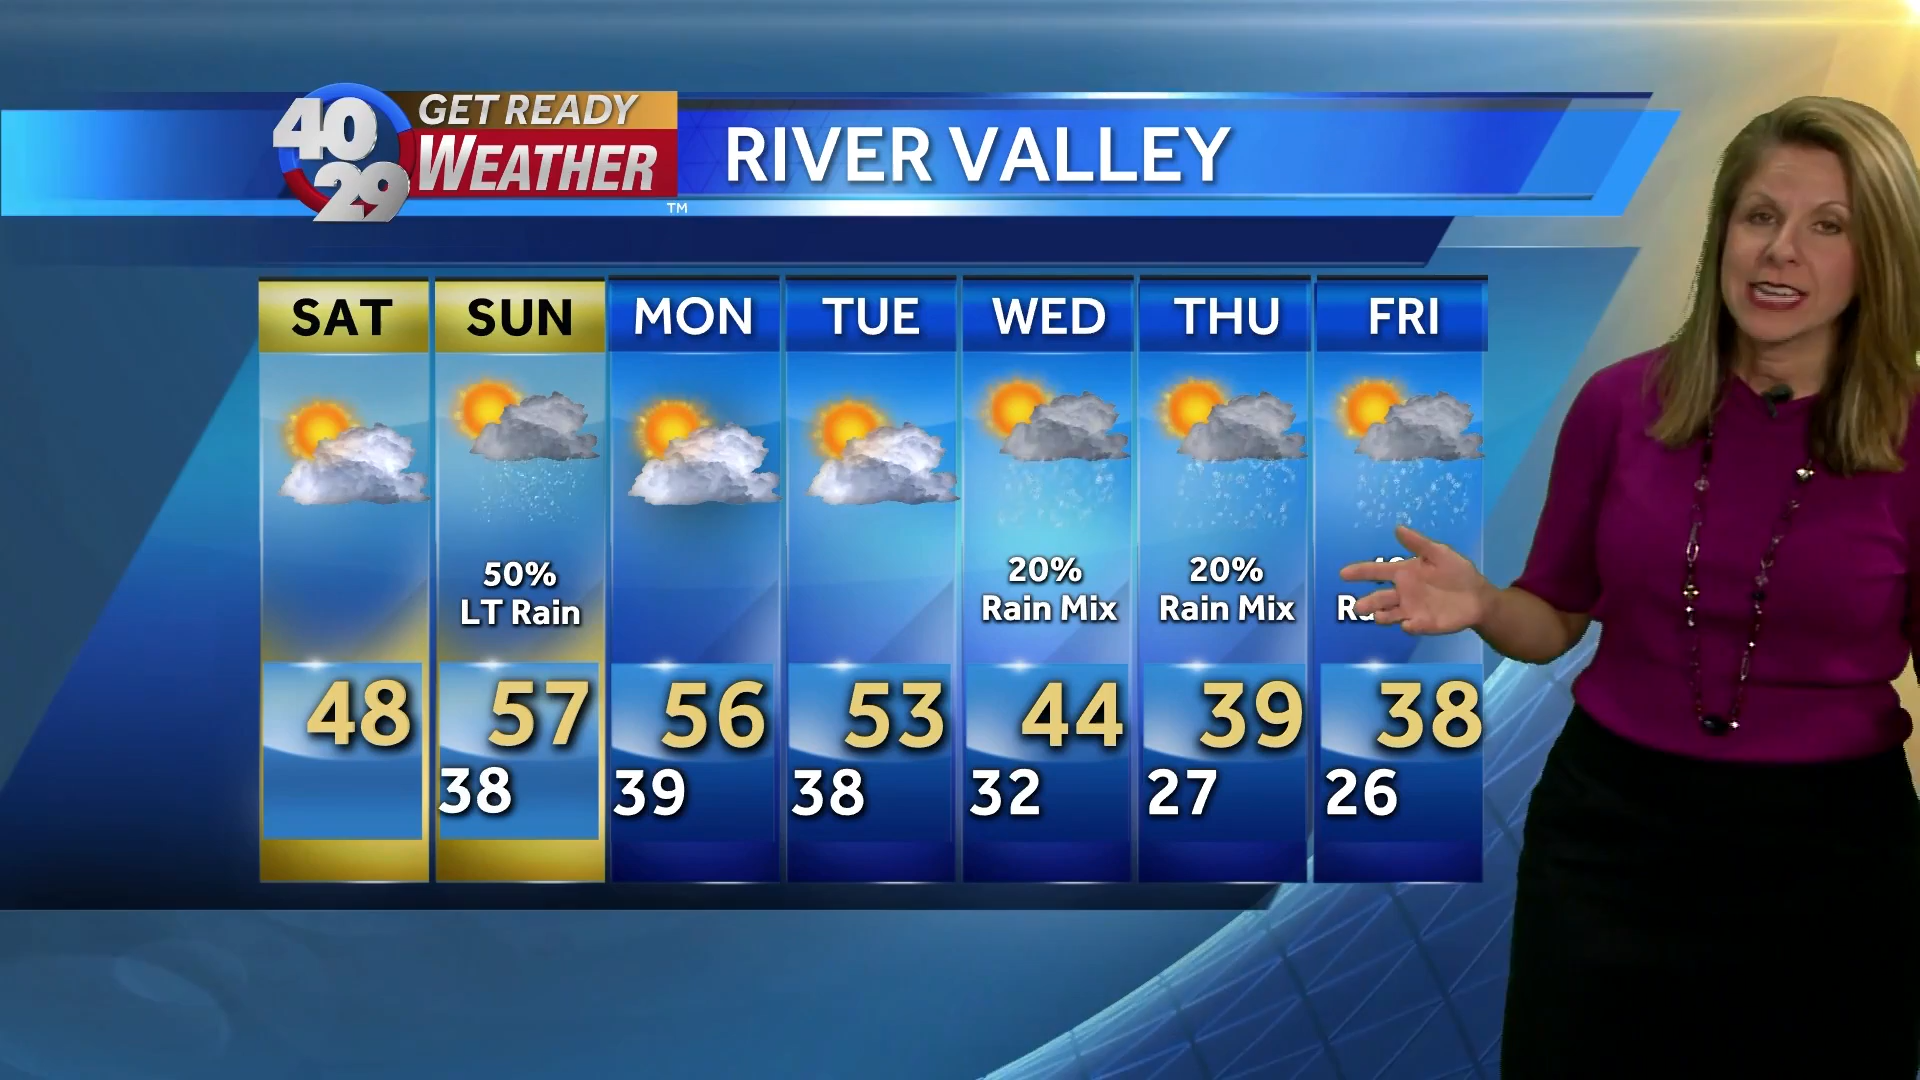 40
29
GET READY
WEATHER
™
RIVER VALLEY
SAT SUN MON TUE WED THU FRI
50% 20% 20%
LT Rain Rain Mix Rain Mix
48 57 56 53 44 39 38
38 39 38 32 27 26